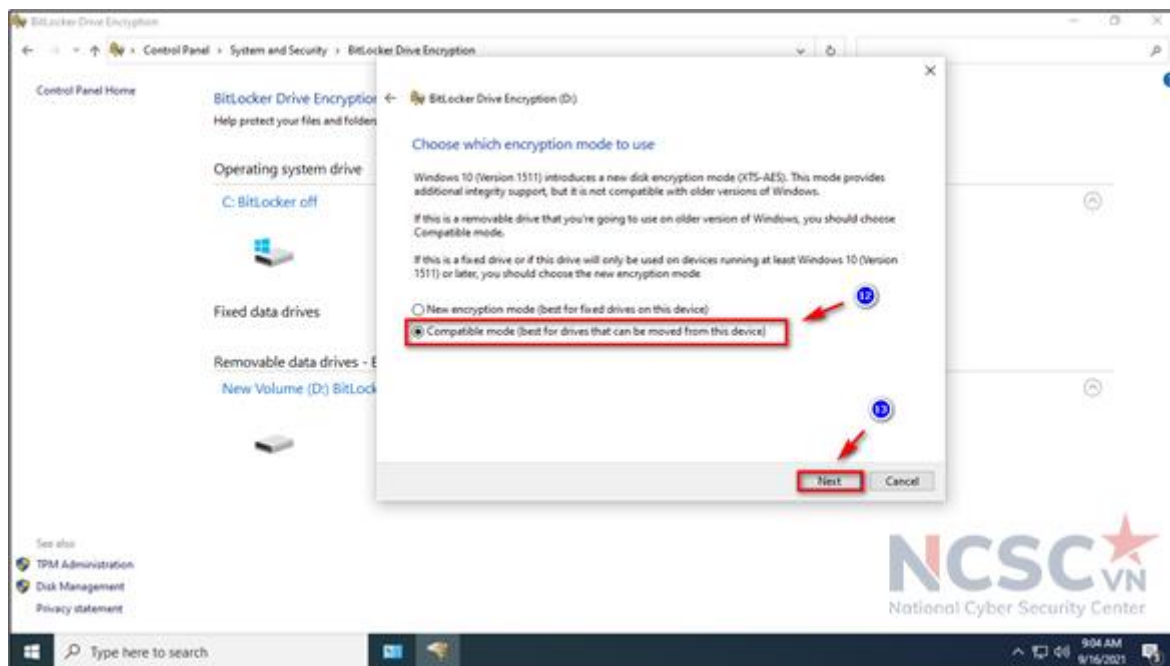 BitLocker Drive Encryption
Control Panel › System and Security › BitLocker Drive Encryption
Control Panel Home
BitLocker Drive Encryption
Help protect your files and folders
Operating system drive
C: BitLocker off
Fixed data drives
Removable data drives - B
New Volume (D:) BitLock
See also
TPM Administration
Disk Management
Privacy statement
BitLocker Drive Encryption (D:)
Choose which encryption mode to use
Windows 10 (Version 1511) introduces a new disk encryption mode (XTS-AES). This mode provides
additional integrity support, but it is not compatible with older versions of Windows.
If this is a removable drive that you're going to use on older version of Windows, you should choose
Compatible mode.
If this is a fixed drive or if this drive will only be used on devices running at least Windows 10 (Version
1511) or later, you should choose the new encryption mode
New encryption mode (best for fixed drives on this device)
12
Compatible mode (best for drives that can be moved from this device)
13
Next
Cancel
NCSC VN
National Cyber Security Center
Type here to search
9:04 AM
9/16/2021